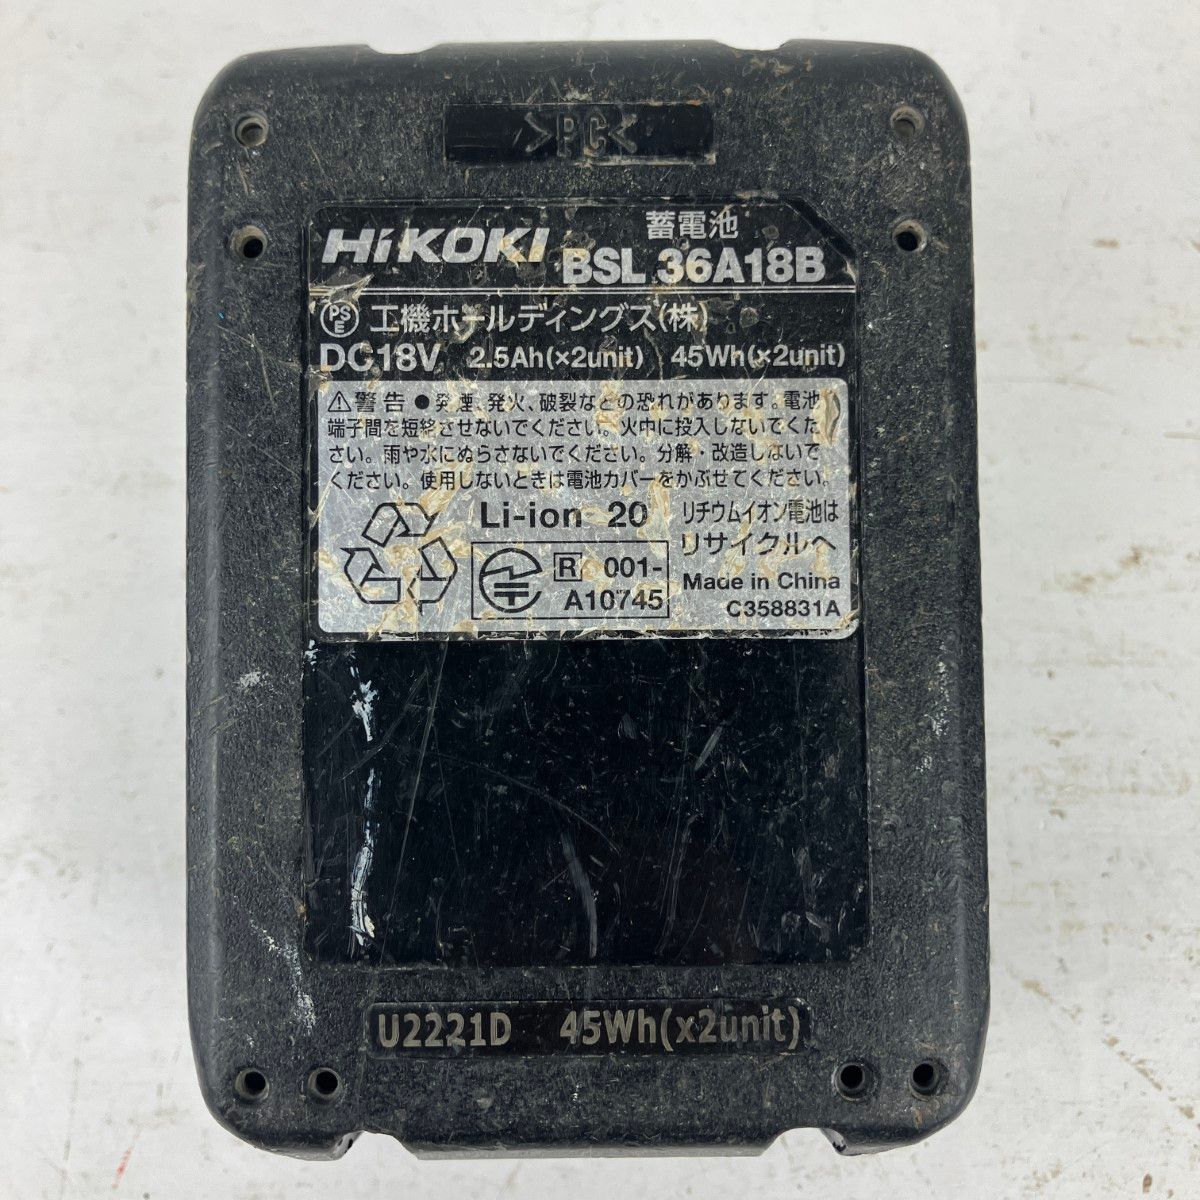 >PC<
HiKOKI 蓄電池
BSL 36A18B
PSE 工機ホールディングス(株)
DC18V 2.5Ah(×2unit) 45Wh(×2unit)
⚠警告 ●発煙、発火、破裂などの恐れがあります。電池
端子間を短絡させないでください。火中に投入しないでくだ
さい。雨や水にぬらさないでください。分解・改造しないで
ください。使用しないときは電池カバーをかぶせてください。
Li-ion 20 リチウムイオン電池は
リサイクルへ
R 001-
A10745
Made in China
C358831A
U2221D 45Wh(x2unit)